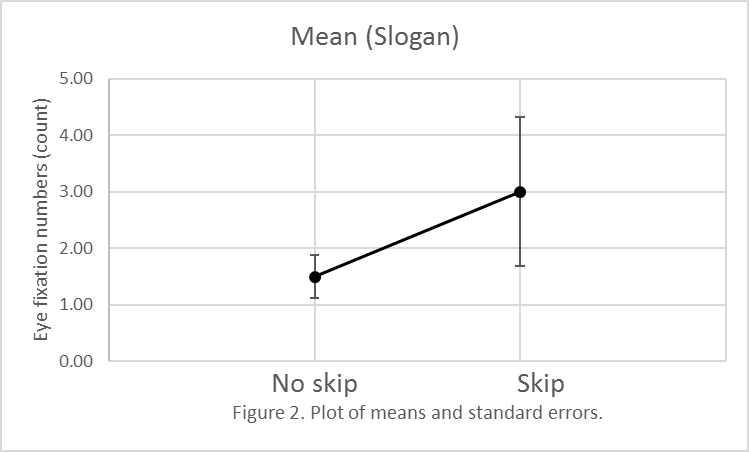 Mean (Slogan)
Eye fixation numbers (count)
5.00
4.00
3.00
2.00
1.00
0.00
No skip
Skip
Figure 2. Plot of means and standard errors.